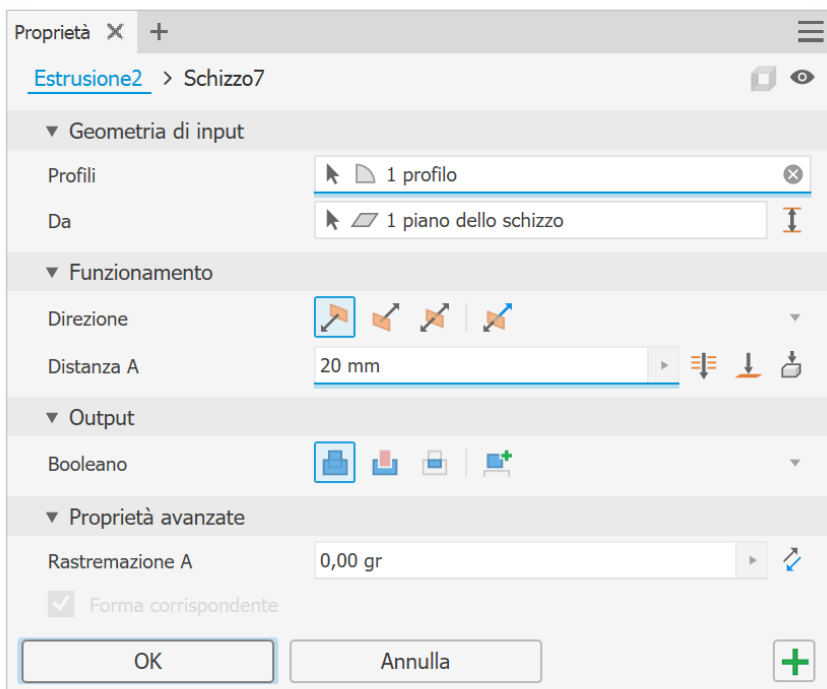 Proprietà
Estrusione2 > Schizzo7
Geometria di input
Profili 1 profilo
Da 1 piano dello schizzo
Funzionamento
Direzione
Distanza A 20 mm
Output
Booleano
Proprietà avanzate
Rastremazione A 0,00 gr
Forma corrispondente
OK Annulla